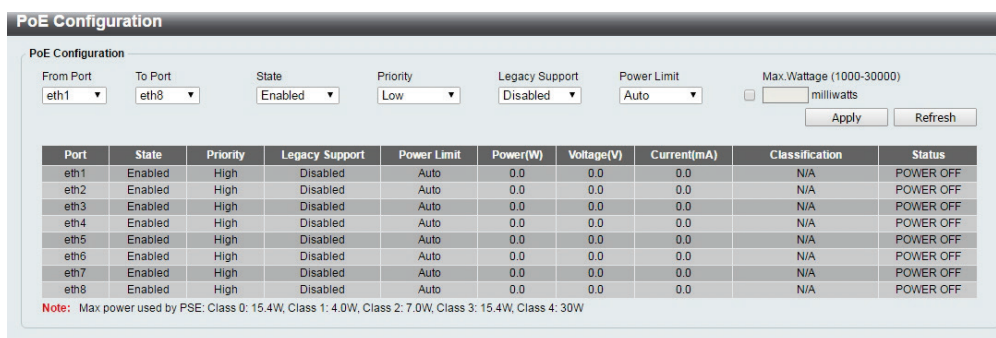 PoE Configuration
PoE Configuration
From Port To Port State Priority Legacy Support Power Limit Max.Wattage (1000-30000)
eth1 eth8 Enabled Low Disabled Auto milliwatts
Apply Refresh
Port State Priority Legacy Support Power Limit Power(W) Voltage(V) Current(mA) Classification Status
eth1 Enabled High Disabled Auto 0.0 0.0 0.0 N/A POWER OFF
eth2 Enabled High Disabled Auto 0.0 0.0 0.0 N/A POWER OFF
eth3 Enabled High Disabled Auto 0.0 0.0 0.0 N/A POWER OFF
eth4 Enabled High Disabled Auto 0.0 0.0 0.0 N/A POWER OFF
eth5 Enabled High Disabled Auto 0.0 0.0 0.0 N/A POWER OFF
eth6 Enabled High Disabled Auto 0.0 0.0 0.0 N/A POWER OFF
eth7 Enabled High Disabled Auto 0.0 0.0 0.0 N/A POWER OFF
eth8 Enabled High Disabled Auto 0.0 0.0 0.0 N/A POWER OFF
Note: Max power used by PSE: Class 0: 15.4W, Class 1: 4.0W, Class 2: 7.0W, Class 3: 15.4W, Class 4: 30W